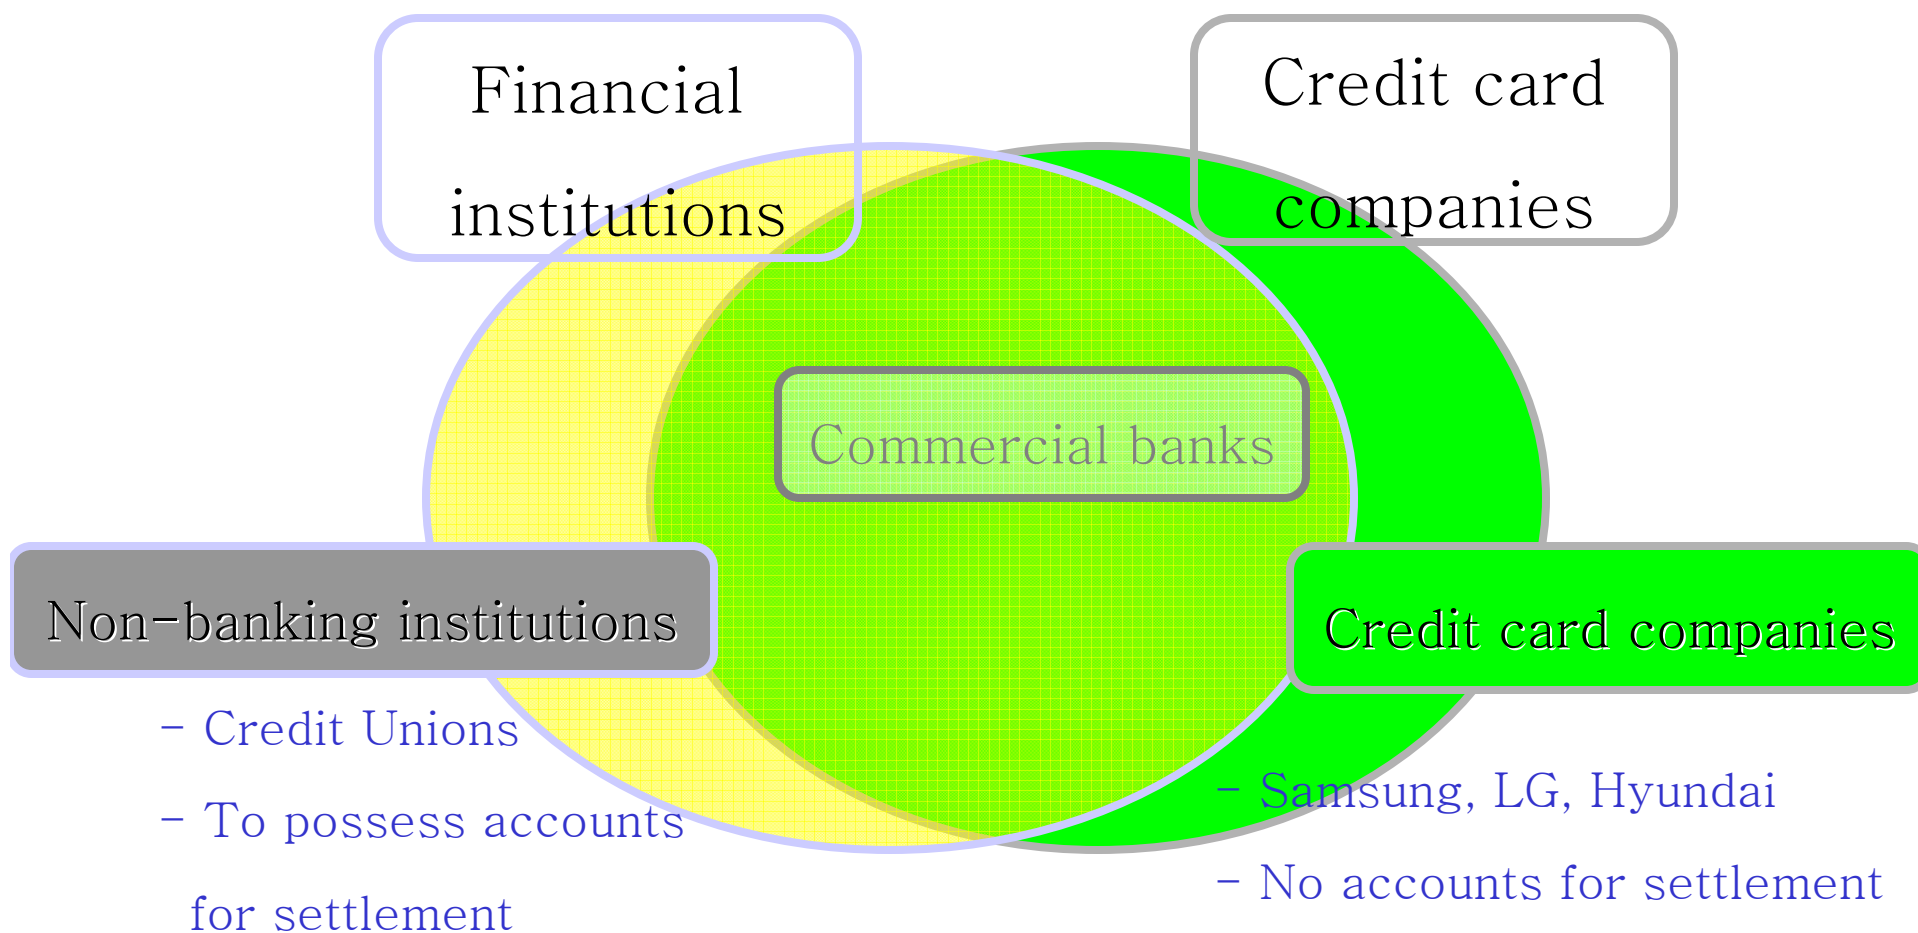 Financial
institutions
Credit card
companies
Commercial banks
Non-banking institutions
- Credit Unions
- To possess accounts
for settlement
Credit card companies
- Samsung, LG, Hyundai
- No accounts for settlement